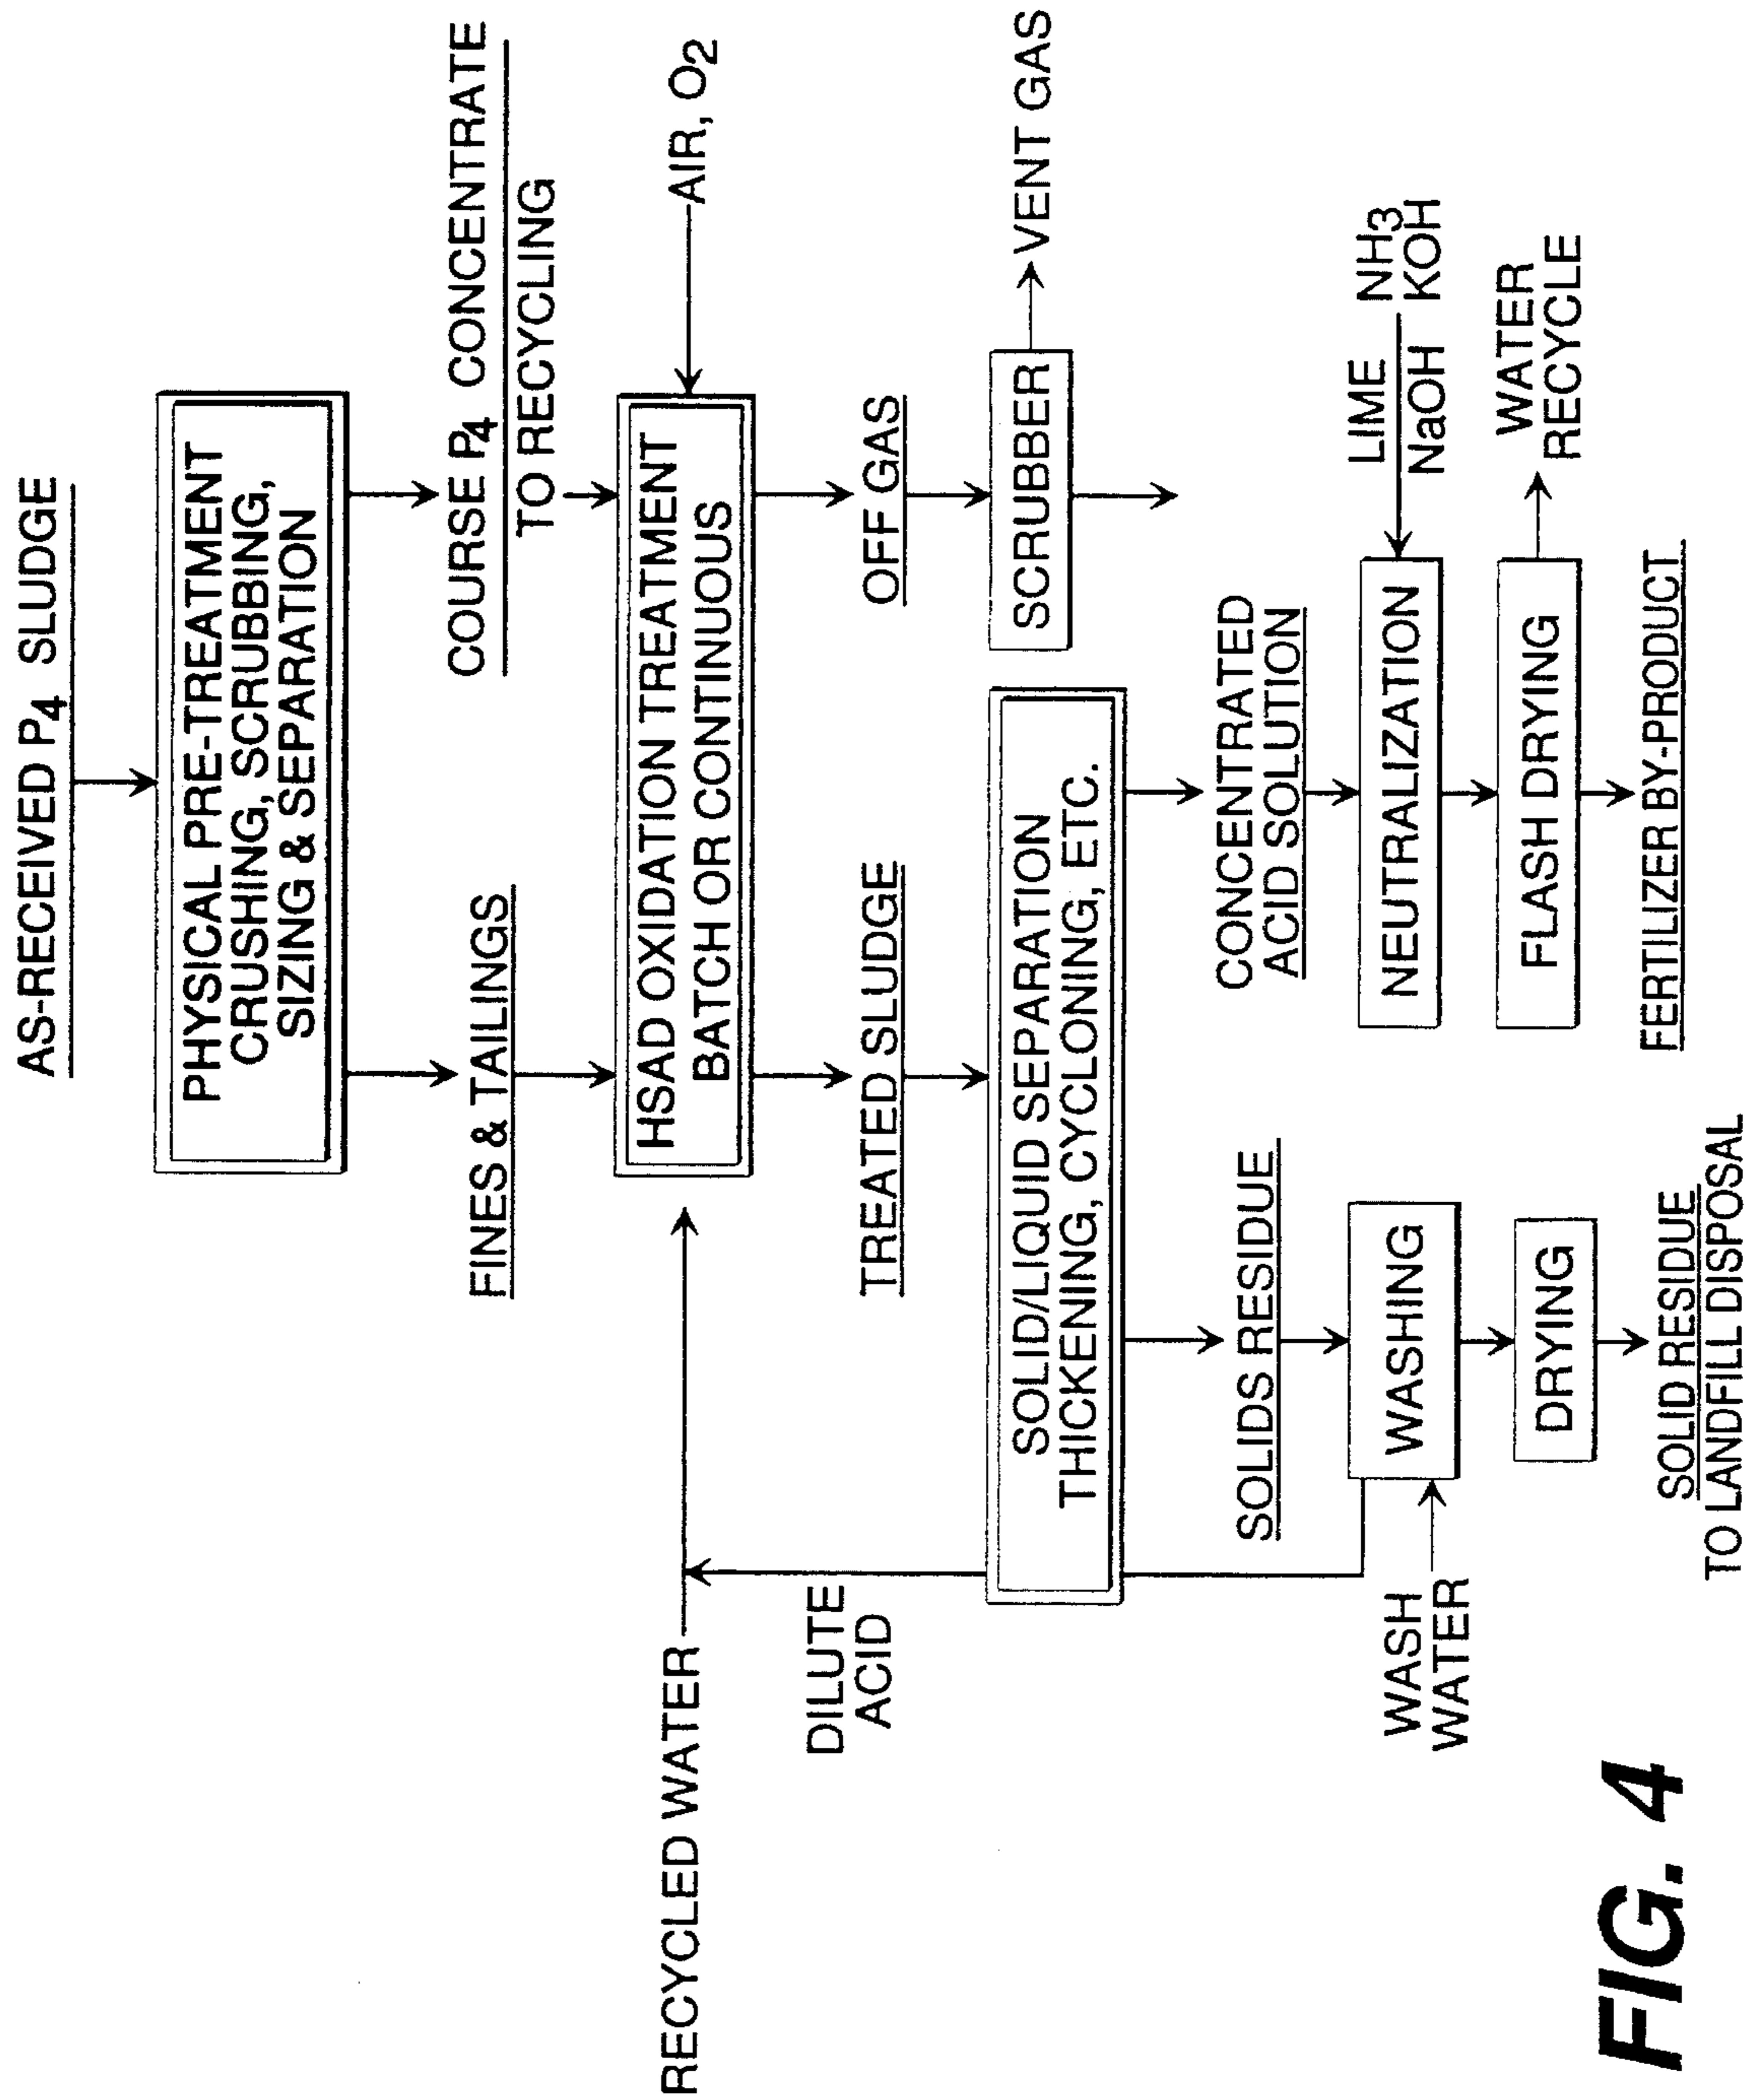 AS-RECEIVED P4 SLUDGE
PHYSICAL PRE-TREATMENT
CRUSHING, SCRUBBING,
SIZING & SEPARATION
FINES & TAILINGS
COURSE P4 CONCENTRATE
TO RECYCLING
RECYCLED WATER
HSAD OXIDATION TREATMENT
BATCH OR CONTINUOUS
AIR, O2
DILUTE
ACID
TREATED SLUDGE
OFF GAS
SOLID/LIQUID SEPARATION
THICKENING, CYCLONING, ETC.
SCRUBBER
VENT GAS
SOLIDS RESIDUE
CONCENTRATED
ACID SOLUTION
WASH
WATER
WASHING
NEUTRALIZATION
LIME NH3
NaOH KOH
DRYING
FLASH DRYING
WATER
RECYCLE
SOLID RESIDUE
TO LANDFILL DISPOSAL
FERTILIZER BY-PRODUCT
FIG. 4